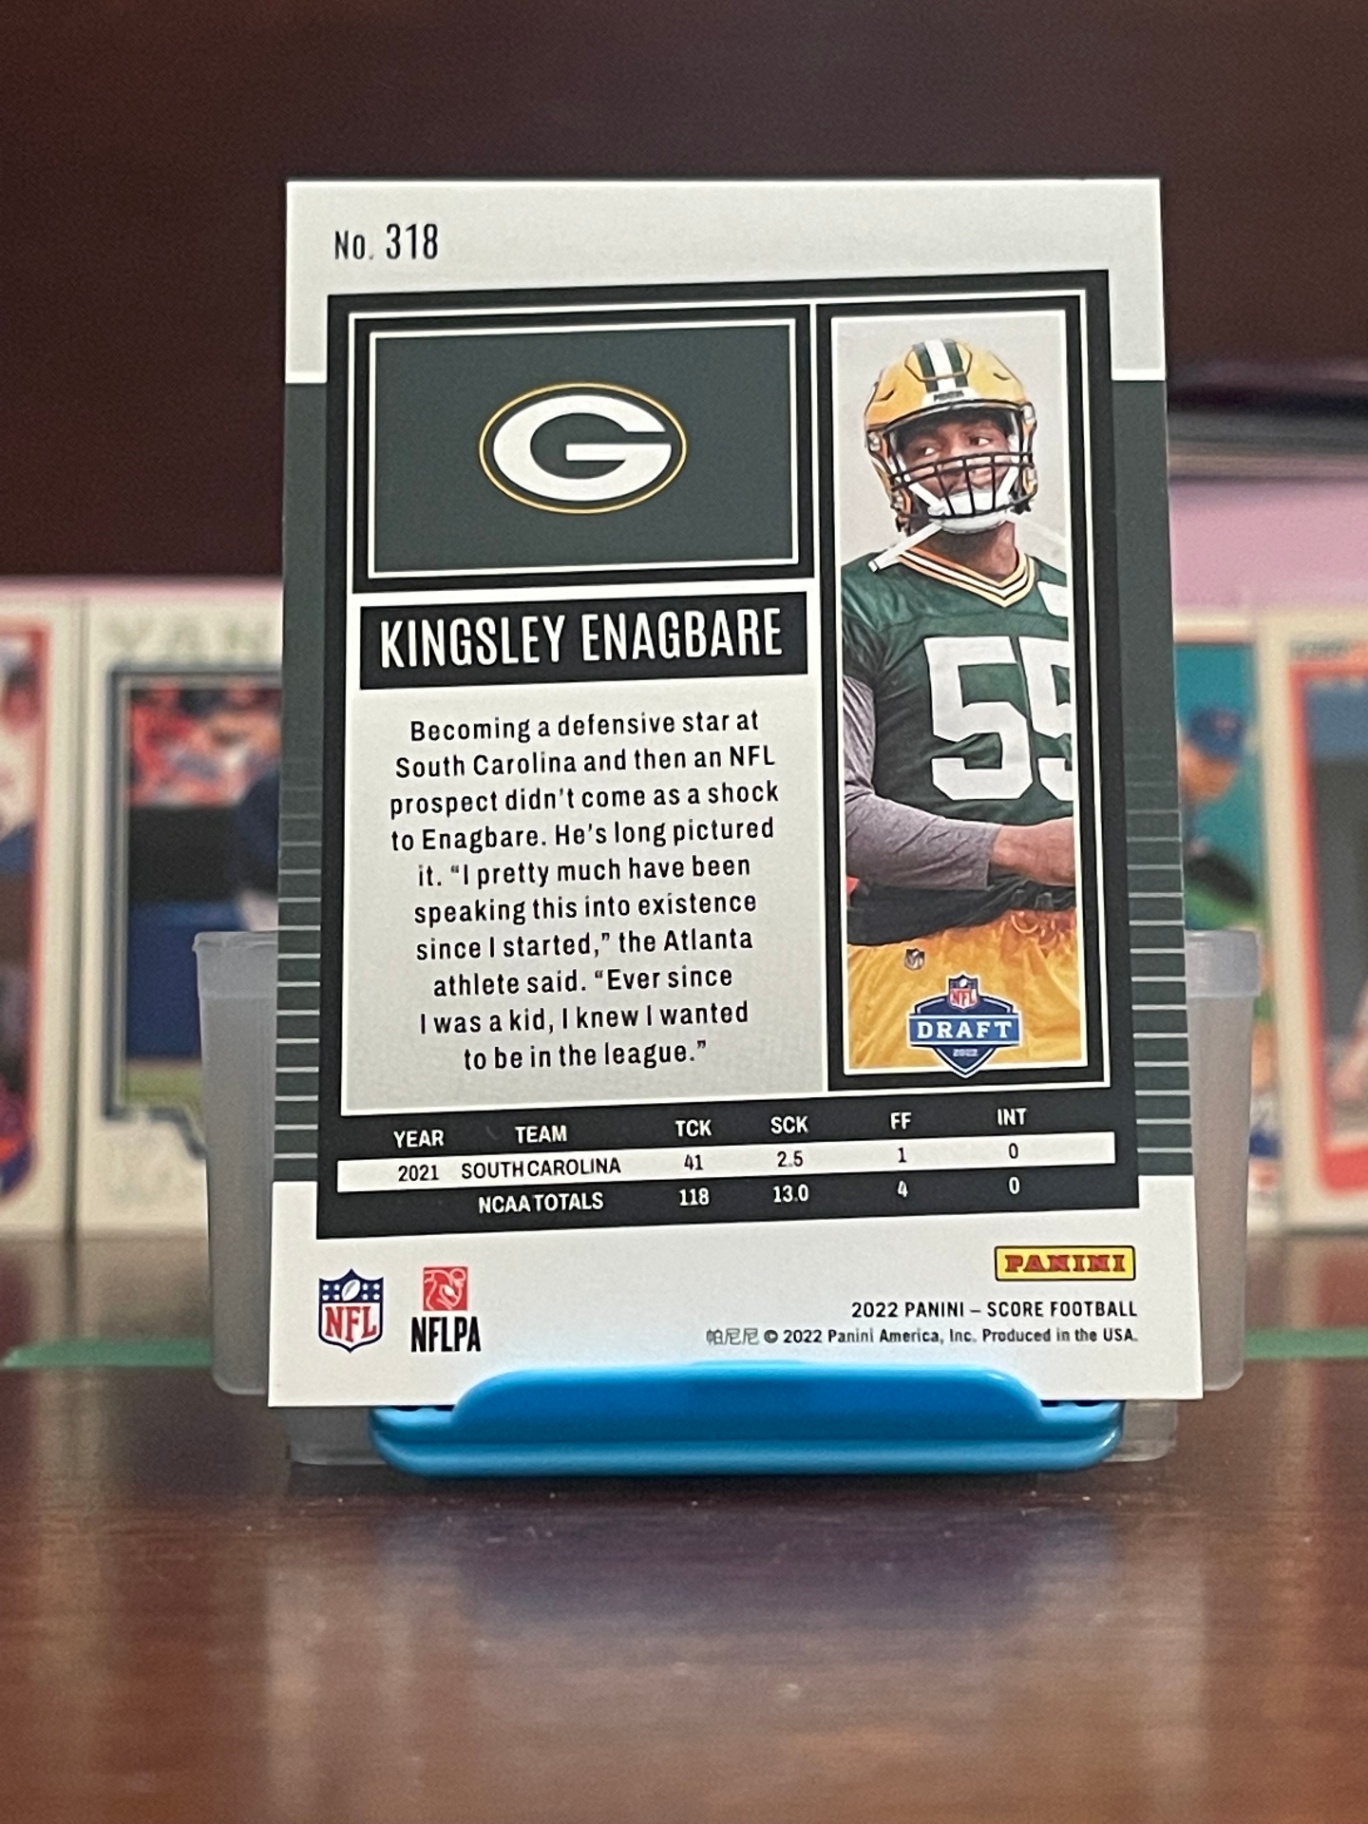 No. 318
G
KINGSLEY ENAGBARE
Becoming a defensive star at
South Carolina and then an NFL
prospect didn't come as a shock
to Enagbare. He's long pictured
it. “I pretty much have been
speaking this into existence
since I started,” the Atlanta
athlete said. “Ever since
I was a kid, I knew I wanted
to be in the league.”
55
NFL
DRAFT
2022
YEAR TEAM TCK SCK FF INT
2021 SOUTH CAROLINA 41 2.5 1 0
NCAA TOTALS 118 13.0 4 0
NFL
NFLPA
PANINI
2022 PANINI – SCORE FOOTBALL
帕尼尼 © 2022 Panini America, Inc. Produced in the USA.